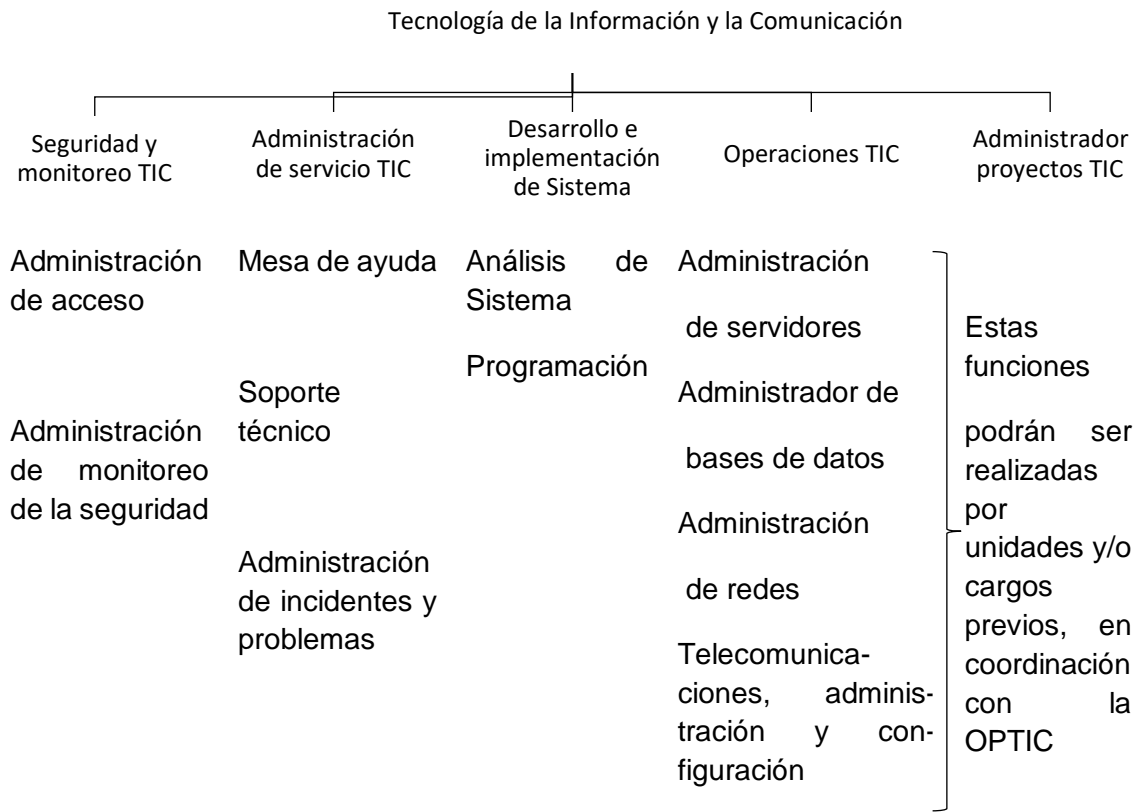 Tecnología de la Información y la Comunicación
Seguridad y
monitoreo TIC
Administración
de servicio TIC
Desarrollo e
implementación
de Sistema
Operaciones TIC
Administrador
proyectos TIC
Administración
de acceso
Administración
de monitoreo
de la seguridad
Mesa de ayuda
Soporte
técnico
Administración
de incidentes y
problemas
Análisis de
Sistema
Programación
Administración
de servidores
Administrador de
bases de datos
Administración
de redes
Telecomunica-
ciones, adminis-
tración y con-
figuración
Estas
funciones
podrán ser
realizadas
por
unidades y/o
cargos
previos, en
coordinación
con la
OPTIC